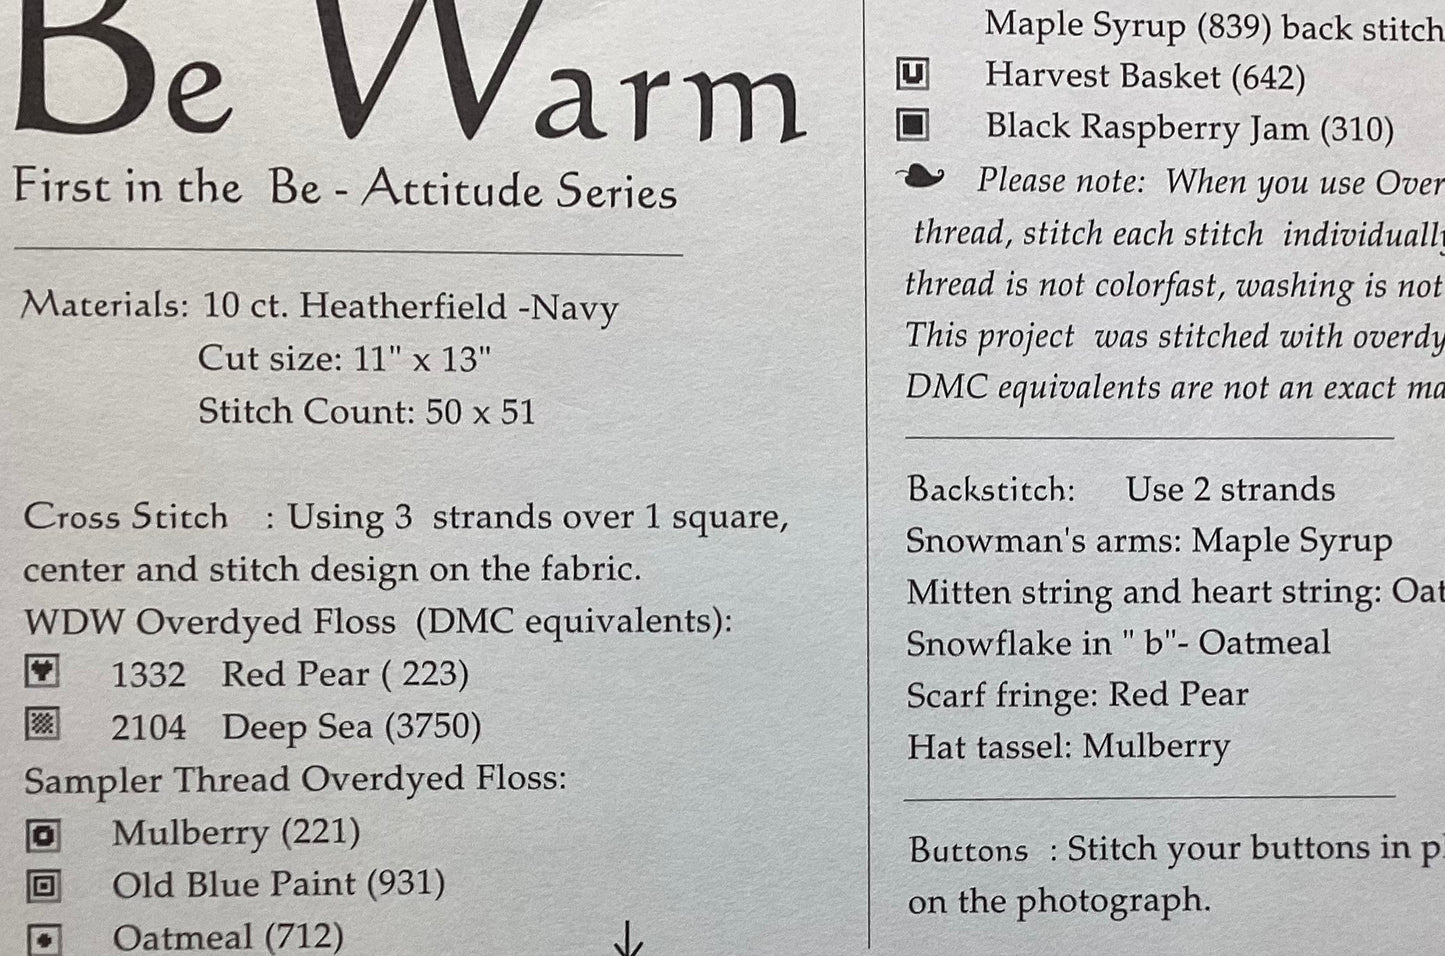 Be Warm
First in the Be - Attitude Series
Materials: 10 ct. Heatherfield -Navy
Cut size: 11" x 13"
Stitch Count: 50 x 51
Cross Stitch : Using 3 strands over 1 square,
center and stitch design on the fabric.
WDW Overdyed Floss (DMC equivalents):
1332 Red Pear ( 223)
2104 Deep Sea (3750)
Sampler Thread Overdyed Floss:
Mulberry (221)
Old Blue Paint (931)
Oatmeal (712)
Maple Syrup (839) back stitch
U Harvest Basket (642)
Black Raspberry Jam (310)
Please note: When you use Over
thread, stitch each stitch individually
thread is not colorfast, washing is not
This project was stitched with overdy
DMC equivalents are not an exact ma
Backstitch: Use 2 strands
Snowman's arms: Maple Syrup
Mitten string and heart string: Oat
Snowflake in " b"- Oatmeal
Scarf fringe: Red Pear
Hat tassel: Mulberry
Buttons : Stitch your buttons in pl
on the photograph.